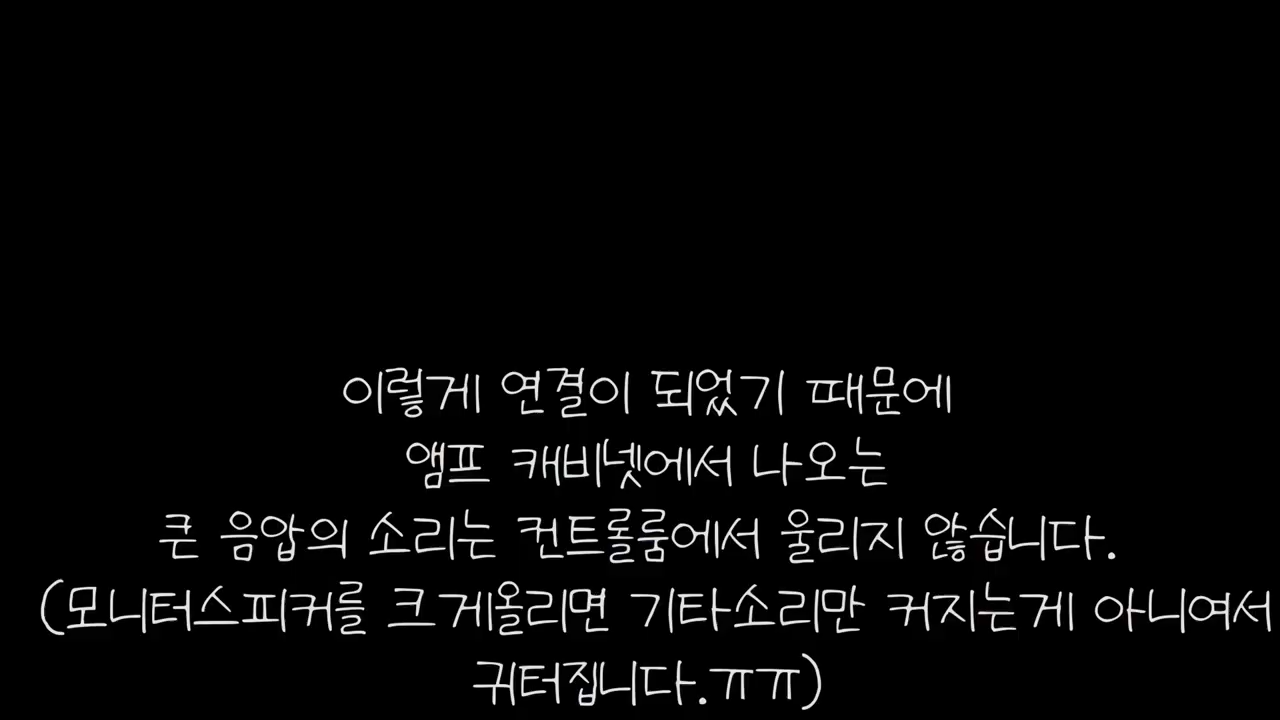 이렇게 연결이 되었기 때문에
앰프 캐비넷에서 나오는
큰 음압의 소리는 컨트롤룸에서 울리지 않습니다.
(모니터스피커를 크게올리면 기타소리만 커지는게 아니여서
귀터집니다.ㅠㅠ)